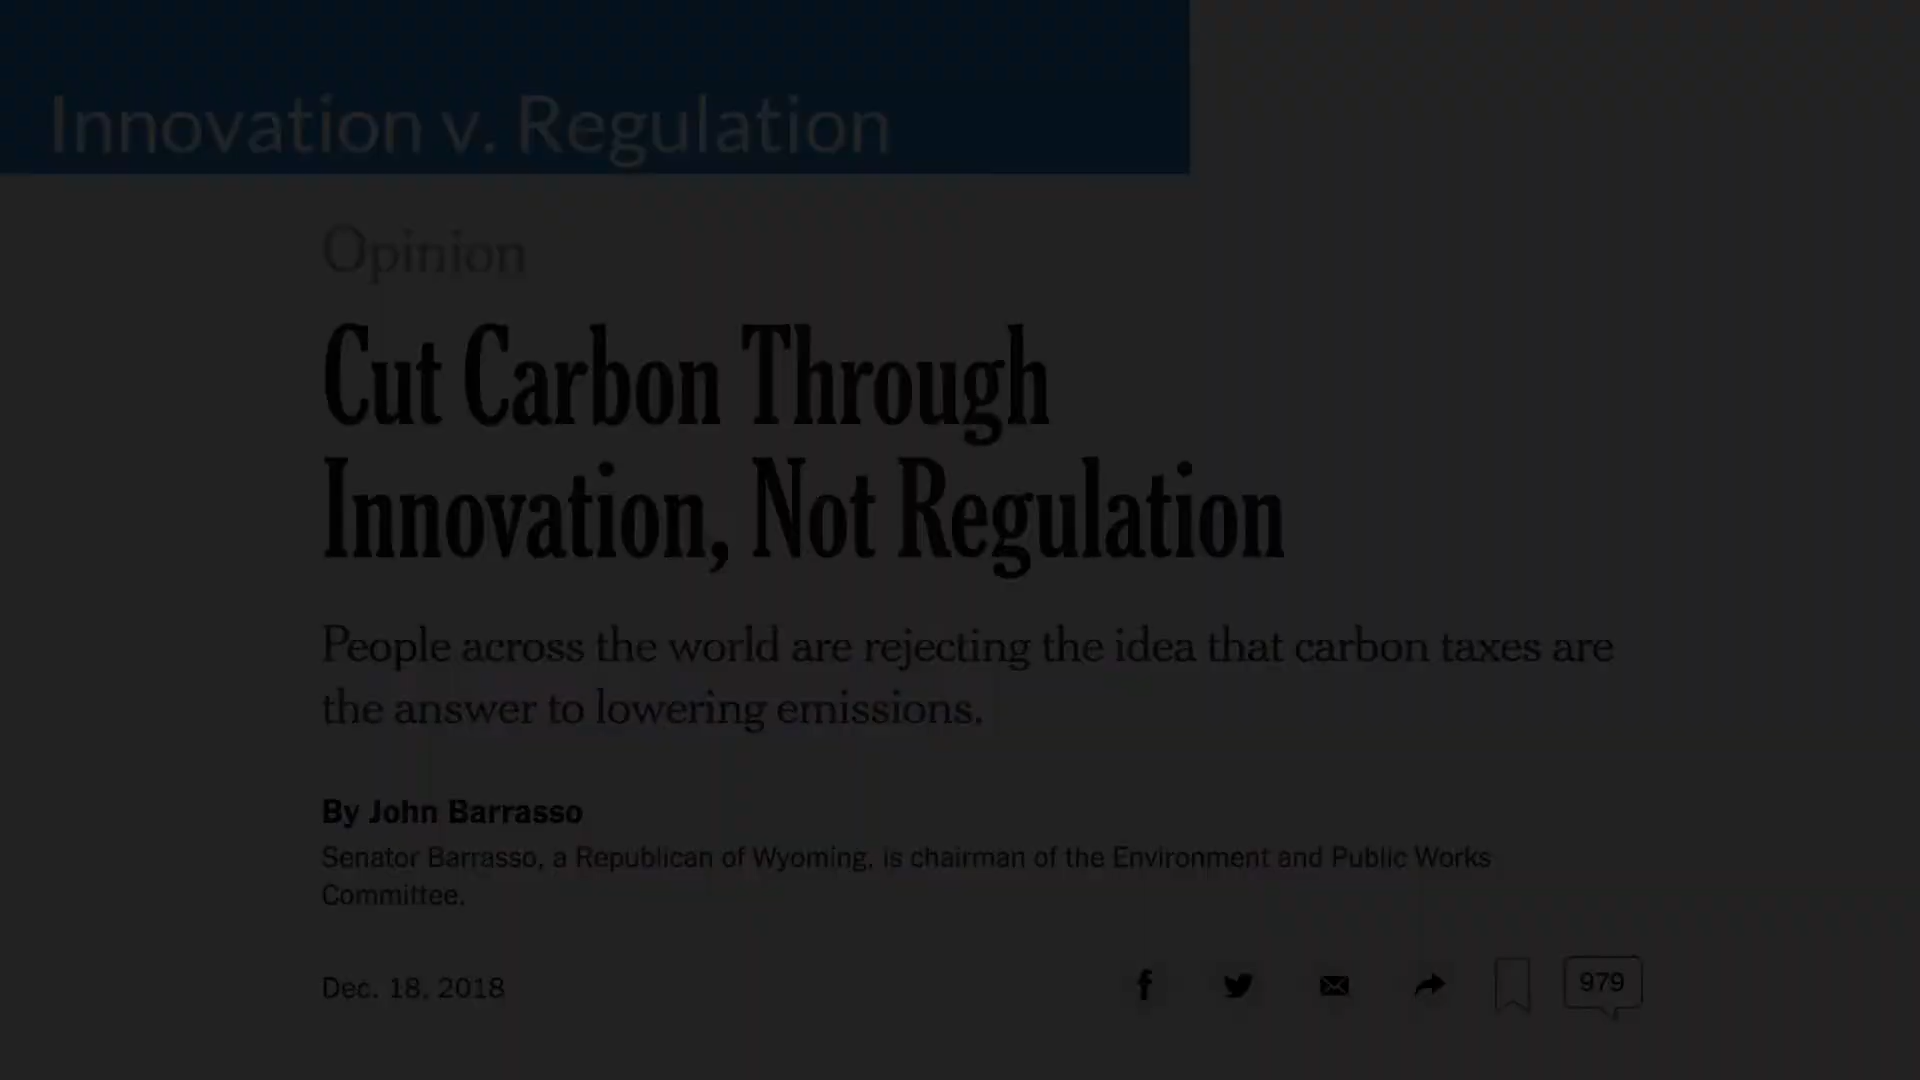 Innovation v. Regulation
Opinion
Cut Carbon Through
Innovation, Not Regulation
People across the world are rejecting the idea that carbon taxes are
the answer to lowering emissions.
By John Barrasso
Senator Barrasso, a Republican of Wyoming, is chairman of the Environment and Public Works
Committee.
Dec. 18, 2018
979